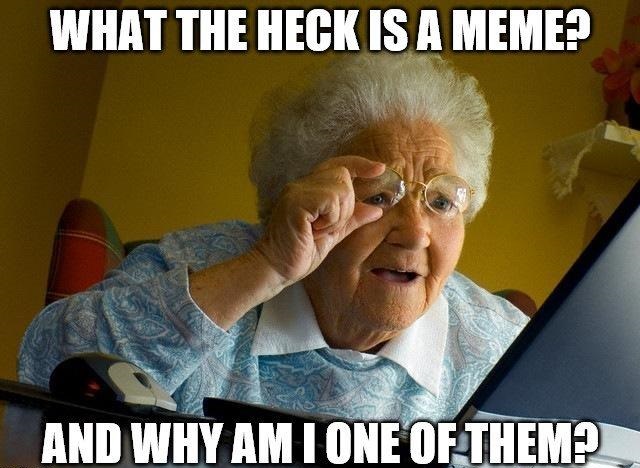 WHAT THE HECK IS A MEME?
AND WHY AM I ONE OF THEM?